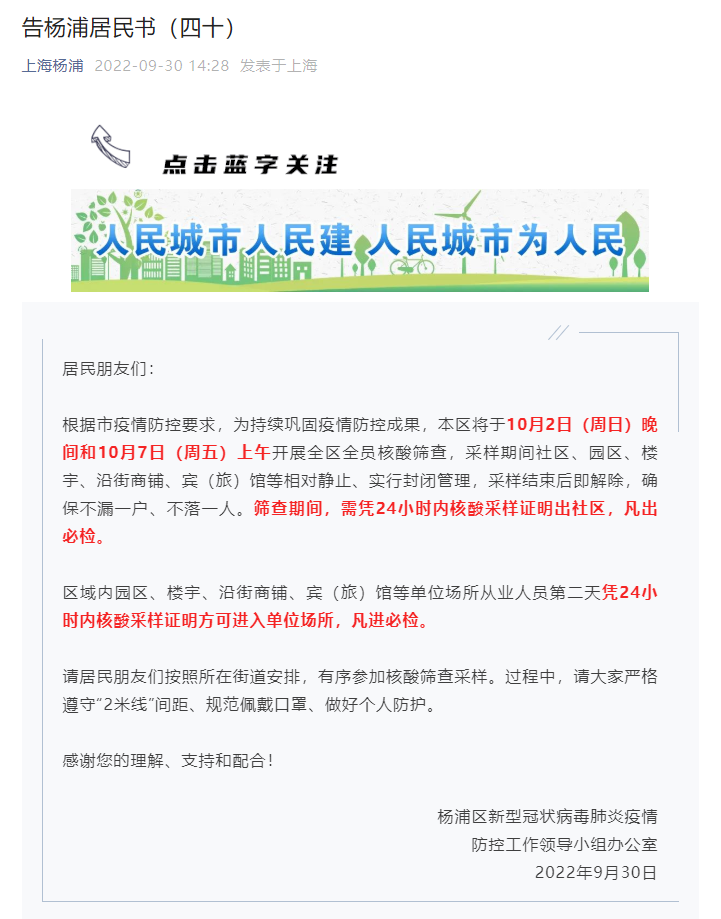 告杨浦居民书（四十）
上海杨浦 2022-09-30 14:28 发表于上海
点击蓝字关注
人民城市人民建 人民城市为人民
居民朋友们：
根据市疫情防控要求，为持续巩固疫情防控成果，本区将于10月2日（周日）晚
间和10月7日（周五）上午开展全区全员核酸筛查，采样期间社区、园区、楼
宇、沿街商铺、宾（旅）馆等相对静止、实行封闭管理，采样结束后即解除，确
保不漏一户、不落一人。筛查期间，需凭24小时内核酸采样证明出社区，凡出
必检。
区域内园区、楼宇、沿街商铺、宾（旅）馆等单位场所从业人员第二天凭24小
时内核酸采样证明方可进入单位场所，凡进必检。
请居民朋友们按照所在街道安排，有序参加核酸筛查采样。过程中，请大家严格
遵守“2米线”间距、规范佩戴口罩、做好个人防护。
感谢您的理解、支持和配合！
杨浦区新型冠状病毒肺炎疫情
防控工作领导小组办公室
2022年9月30日